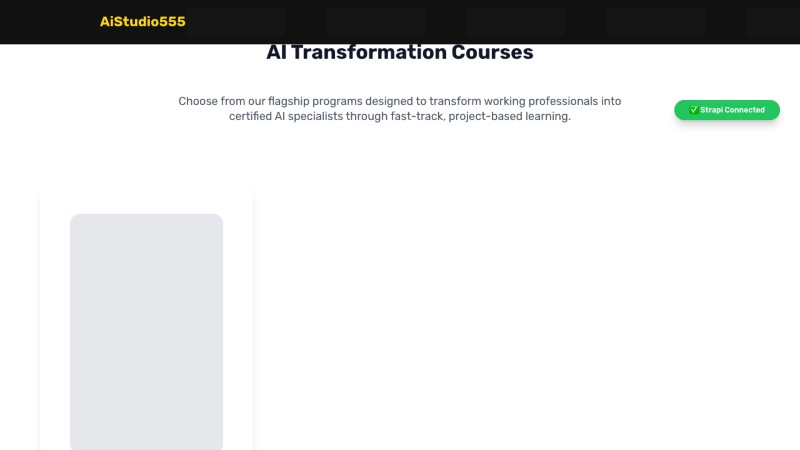 AiStudio555
AI Transformation Courses
Choose from our flagship programs designed to transform working professionals into
certified AI specialists through fast-track, project-based learning.
✅ Strapi Connected